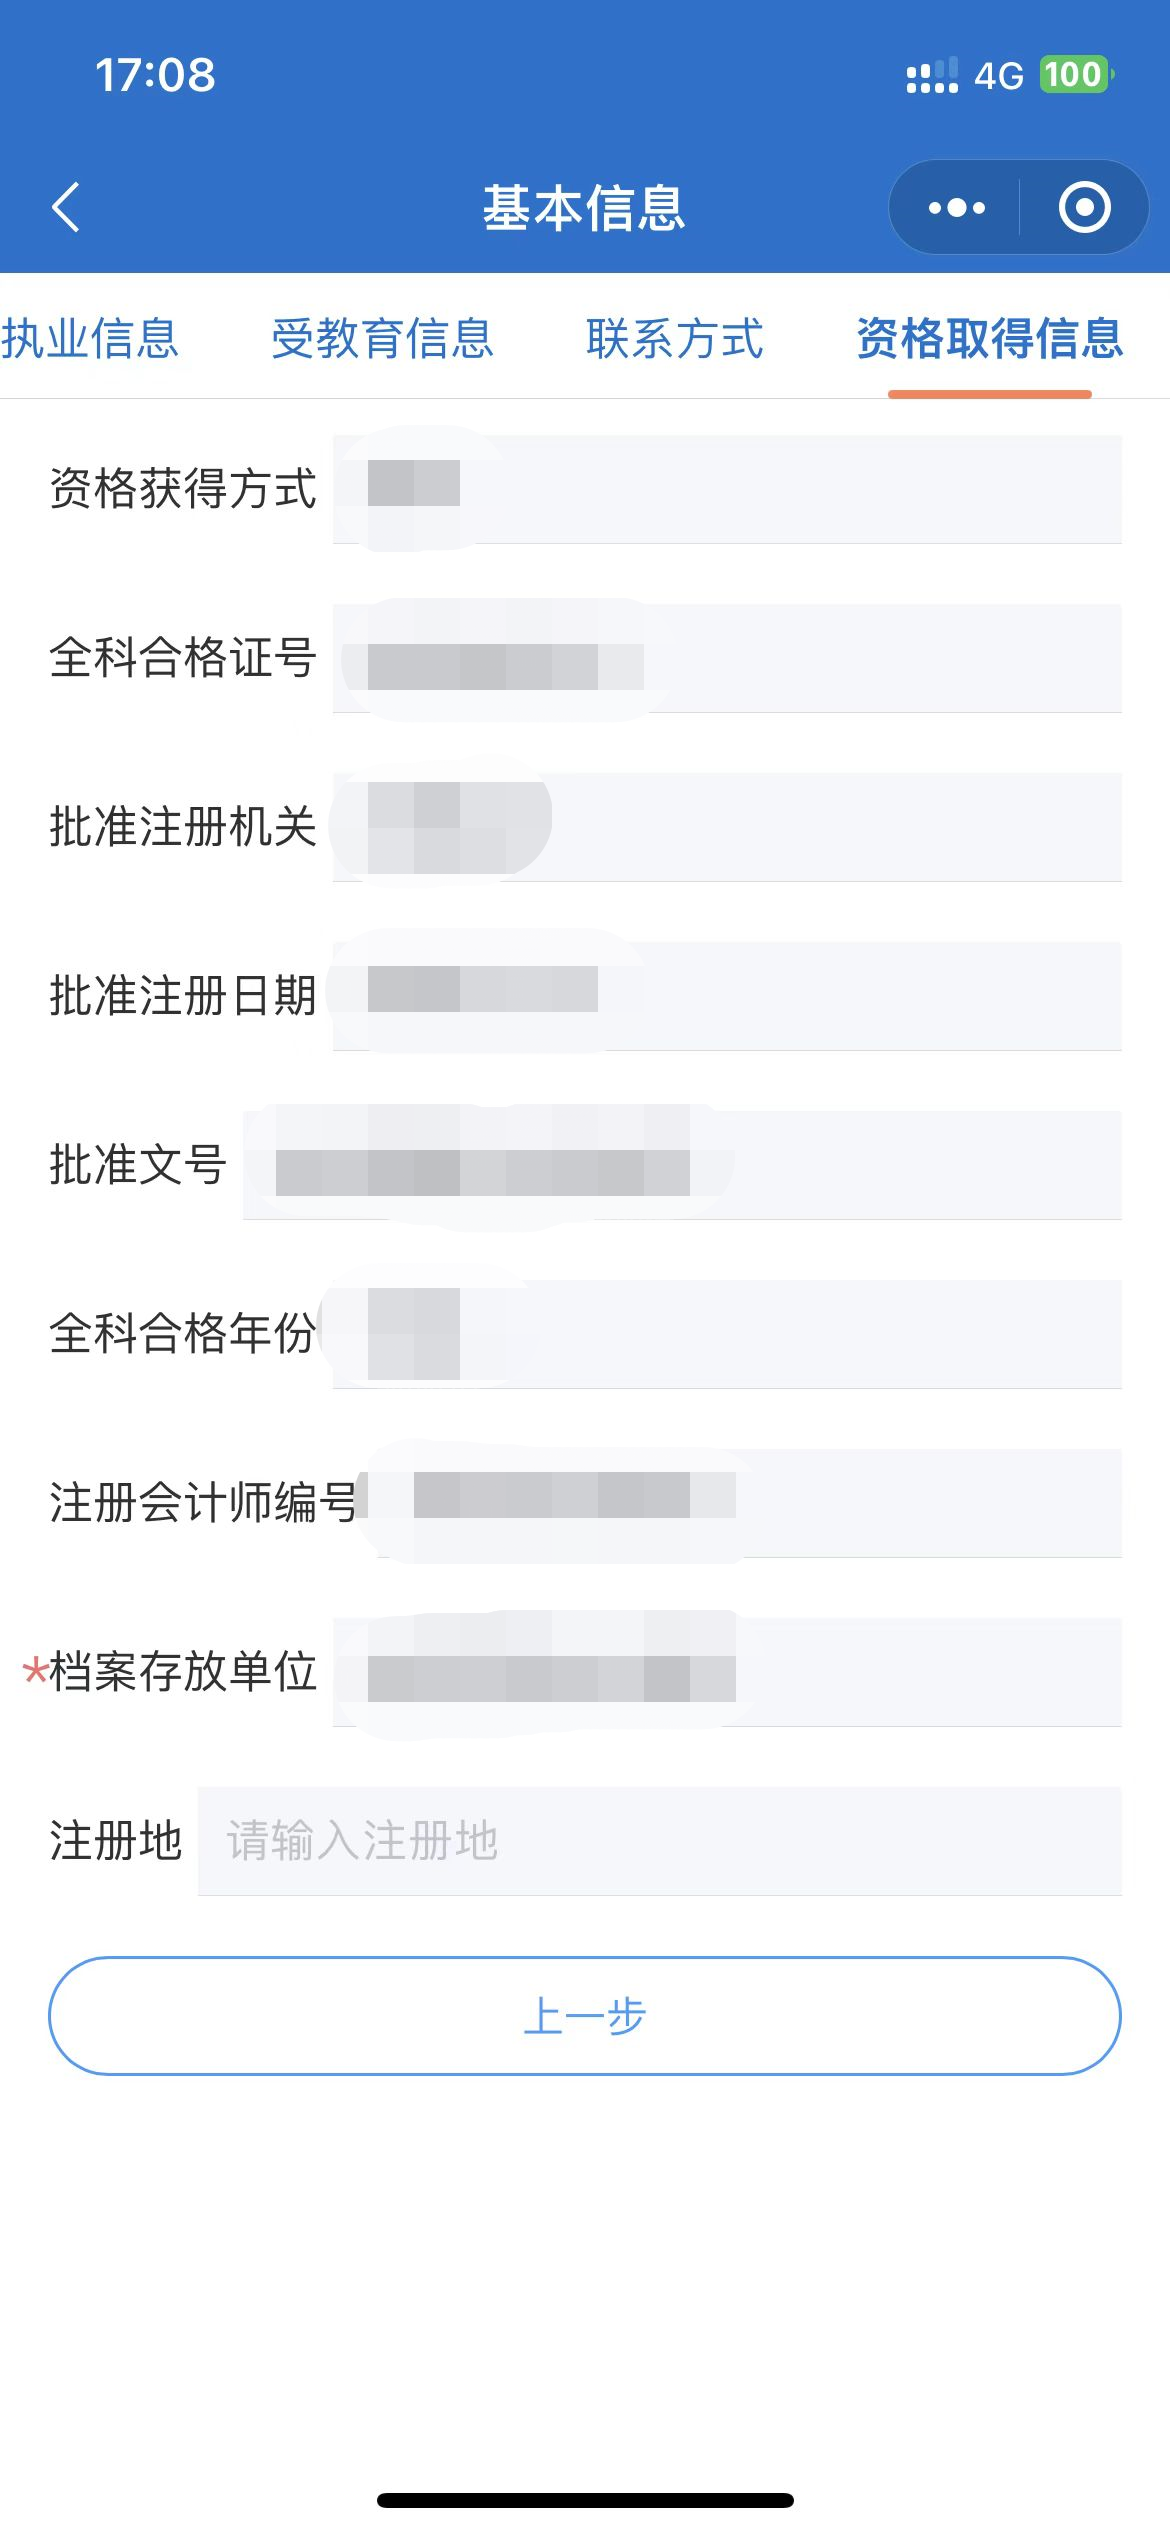 17:08
4G 100
基本信息
执业信息 受教育信息 联系方式 资格取得信息
资格获得方式
全科合格证号
批准注册机关
批准注册日期
批准文号
全科合格年份
注册会计师编号
*档案存放单位
注册地 请输入注册地
上一步